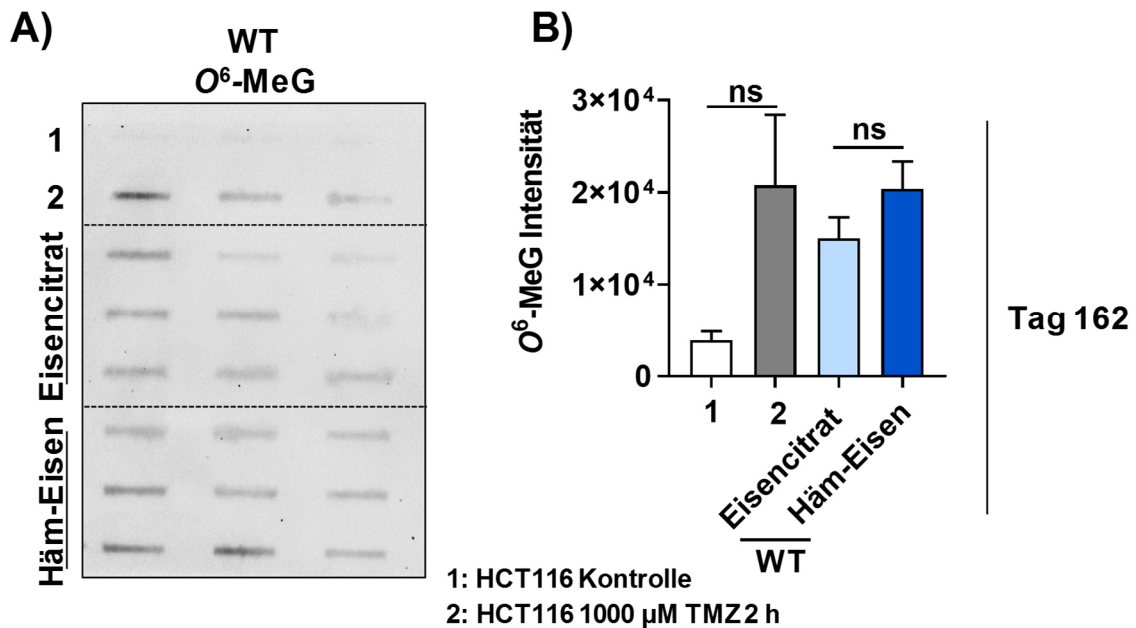 A)
WT
O⁶-MeG
1
2
Eisencitrat
Häm-Eisen
B)
O⁶-MeG Intensität
3×10⁴
2×10⁴
1×10⁴
0
ns
ns
1
2
Eisencitrat
Häm-Eisen
WT
Tag 162
1: HCT116 Kontrolle
2: HCT116 1000 µM TMZ 2 h